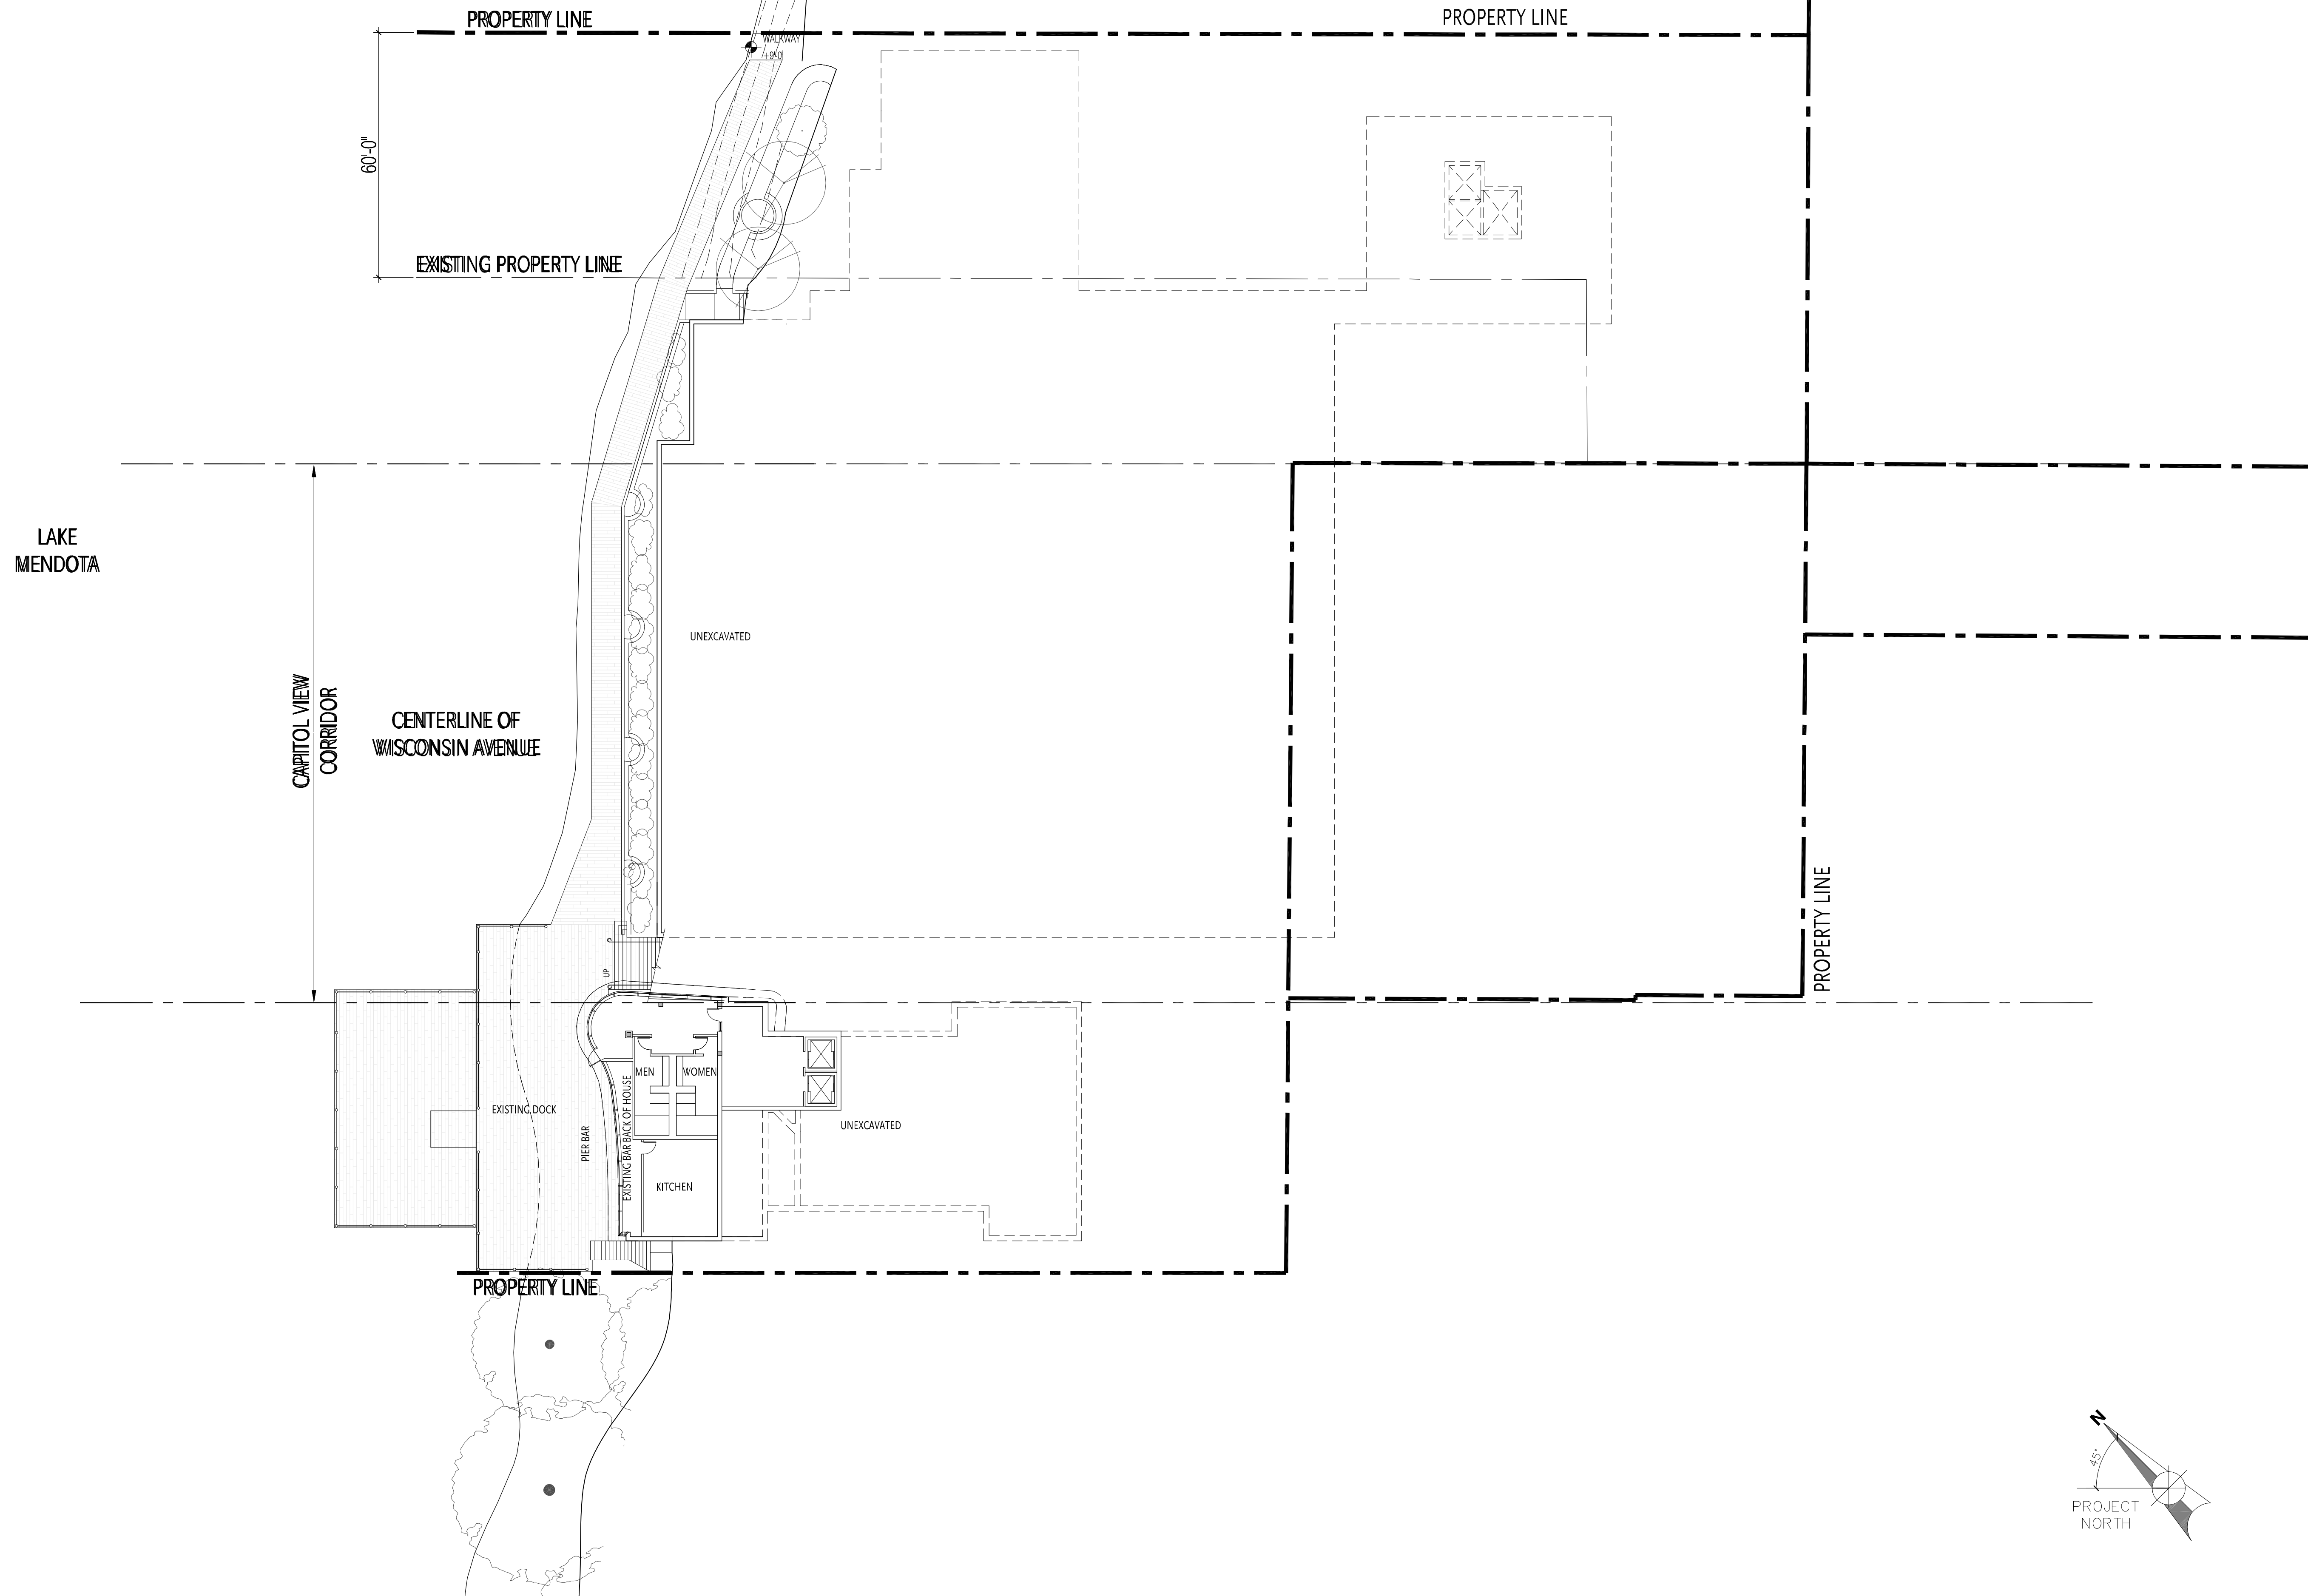 PROPERTY LINE
PROPERTY LINE
WALKWAY
+9'-0"
60'-0"
EXISTING PROPERTY LINE
LAKE
MENDOTA
UNEXCAVATED
CAPITOL VIEW
CORRIDOR
CENTERLINE OF
WISCONSIN AVENUE
PROPERTY LINE
UP
MEN
WOMEN
EXISTING DOCK
PIER BAR
EXISTING BAR BACK OF HOUSE
UNEXCAVATED
KITCHEN
PROPERTY LINE
N
45°
PROJECT
NORTH